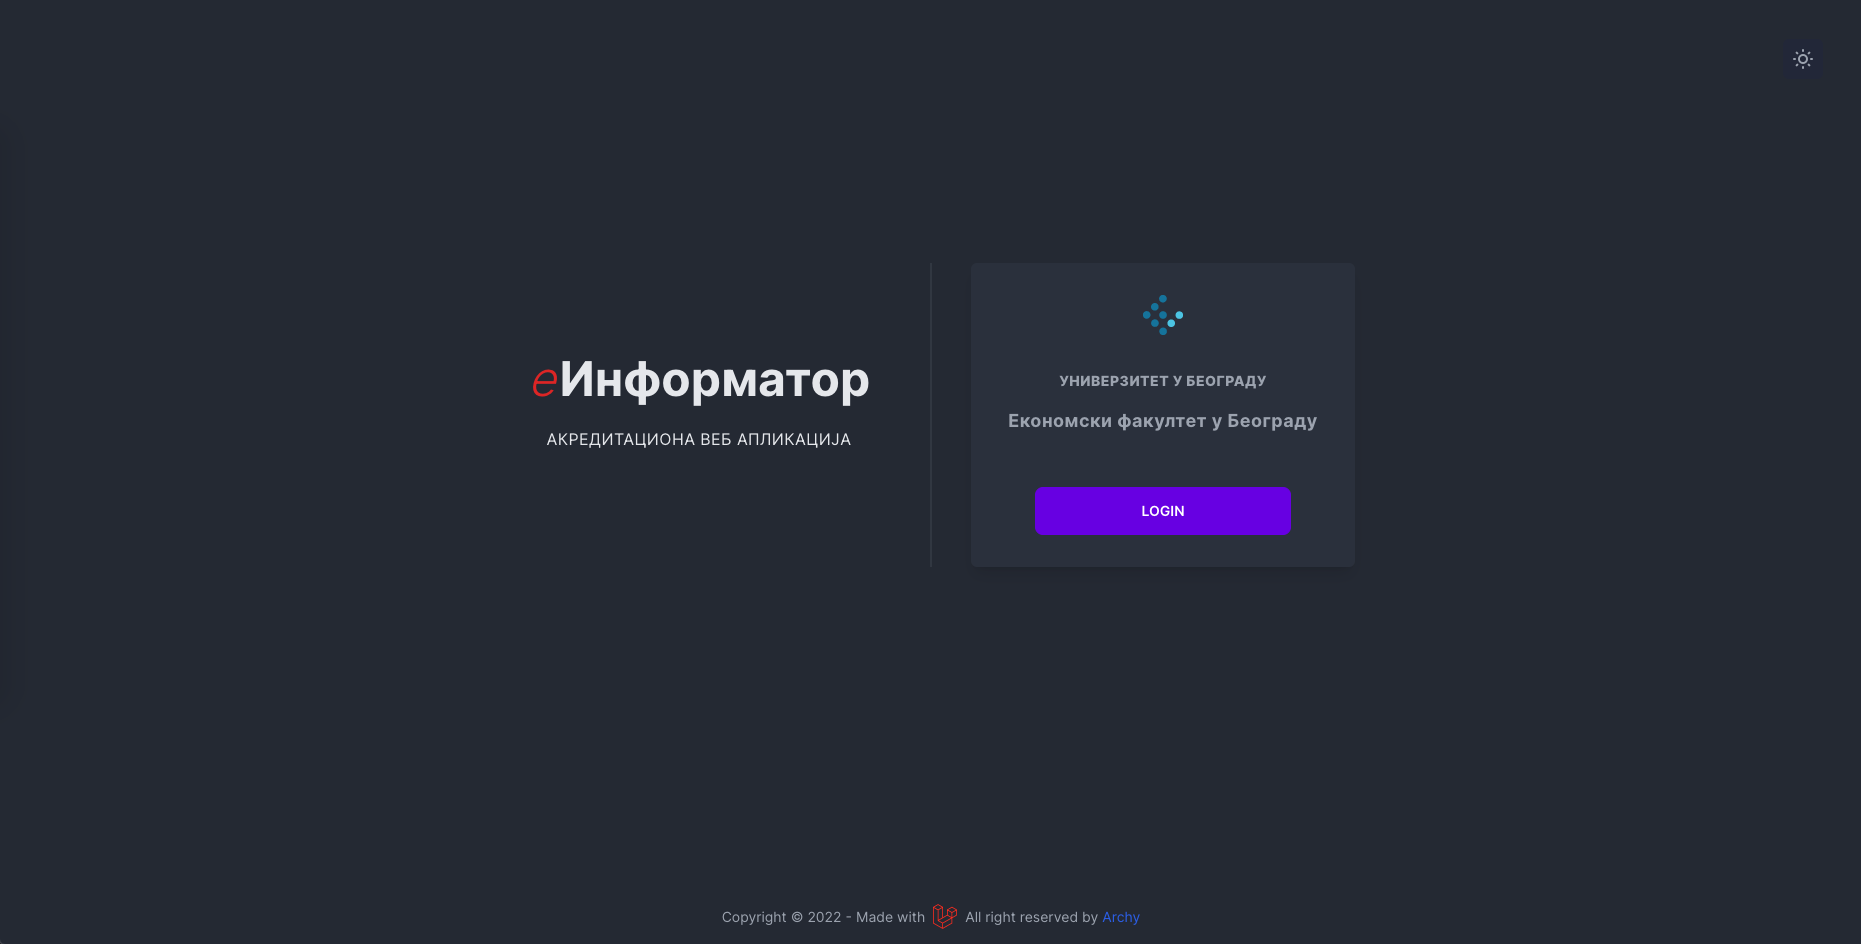 еИнформатор
АКРЕДИТАЦИОНА ВЕБ АПЛИКАЦИЈА
УНИВЕРЗИТЕТ У БЕОГРАДУ
Економски факултет у Београду
LOGIN
Copyright © 2022 - Made with All right reserved by Archy